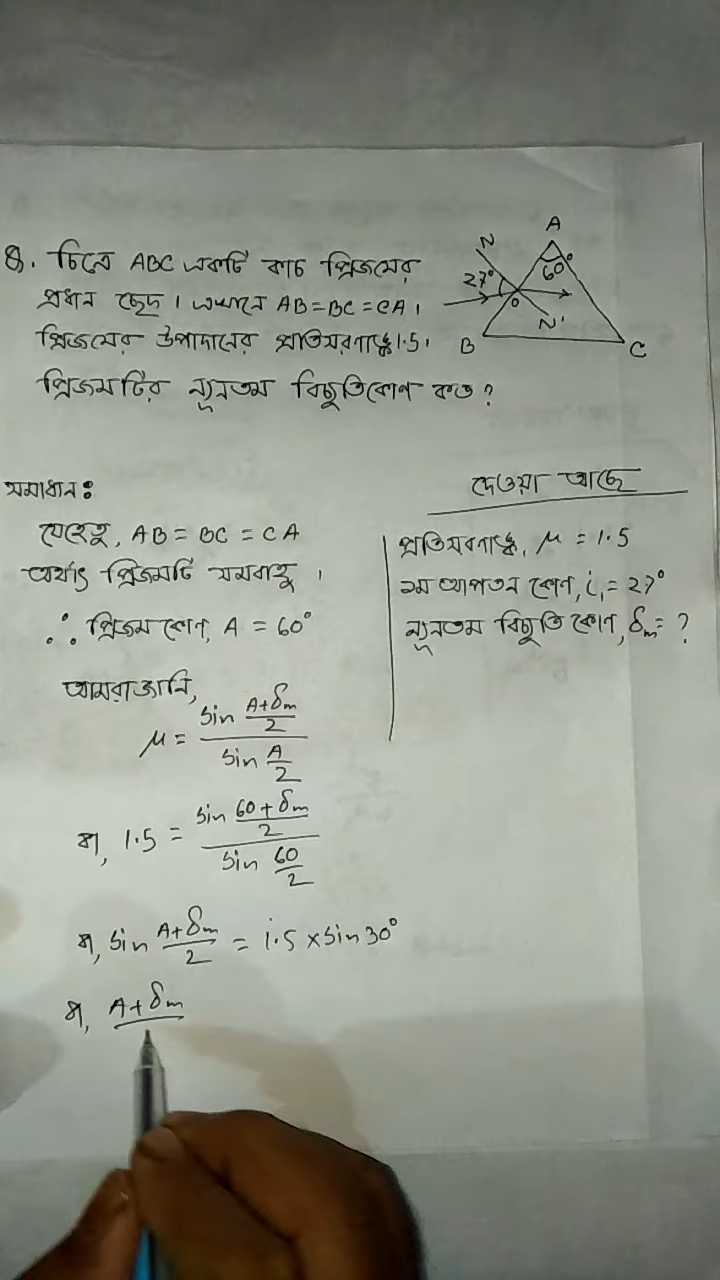 Q. চিত্রে ABC একটি কাচ প্রিজমের
প্রধান ছেদ। এখানে AB=BC=CA।
প্রিজমের উপাদানের প্রতিসরণাঙ্ক 1.5।
প্রিজমটির ন্যূনতম বিচ্যুতিকোণ কত?
A
N
27°
60°
O
N'
B
C
সমাধান:
যেহেতু, AB = BC = CA
অর্থাৎ প্রিজমটি সমবাহু।
∴ প্রিজম কোণ, A = 60°
আমরা জানি,
μ = sin (A+δm)/2 / sin A/2
বা, 1.5 = sin (60+δm)/2 / sin 60/2
বা, sin (A+δm)/2 = 1.5 × sin 30°
বা, A+δm
দেওয়া আছে
প্রতিসরণাঙ্ক, μ = 1.5
১ম আপতন কোণ, i₁ = 27°
ন্যূনতম বিচ্যুতি কোণ, δm = ?